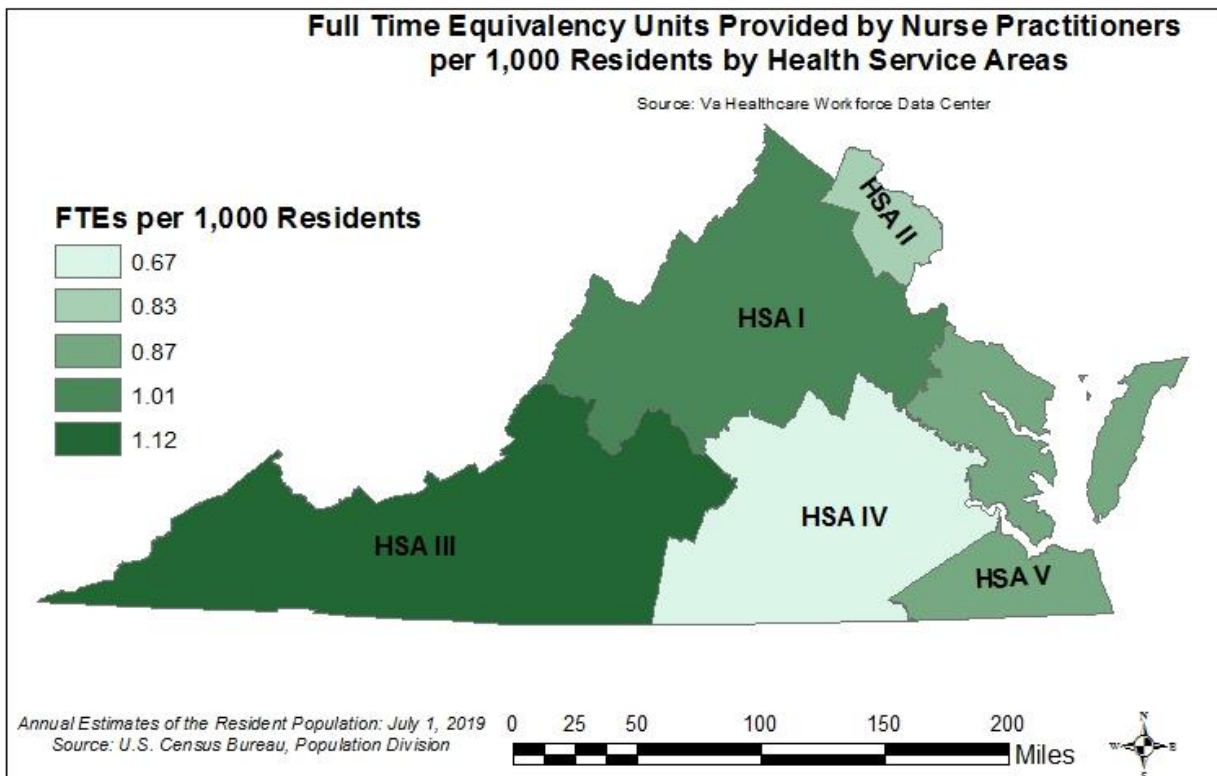 Full Time Equivalency Units Provided by Nurse Practitioners
per 1,000 Residents by Health Service Areas
Source: Va Healthcare Workforce Data Center
FTEs per 1,000 Residents
0.67
0.83
0.87
1.01
1.12
HSA II
HSA I
HSA IV
HSA III
HSA V
Annual Estimates of the Resident Population: July 1, 2019
Source: U.S. Census Bureau, Population Division
0 25 50 100 150 200
Miles
N
W E
S